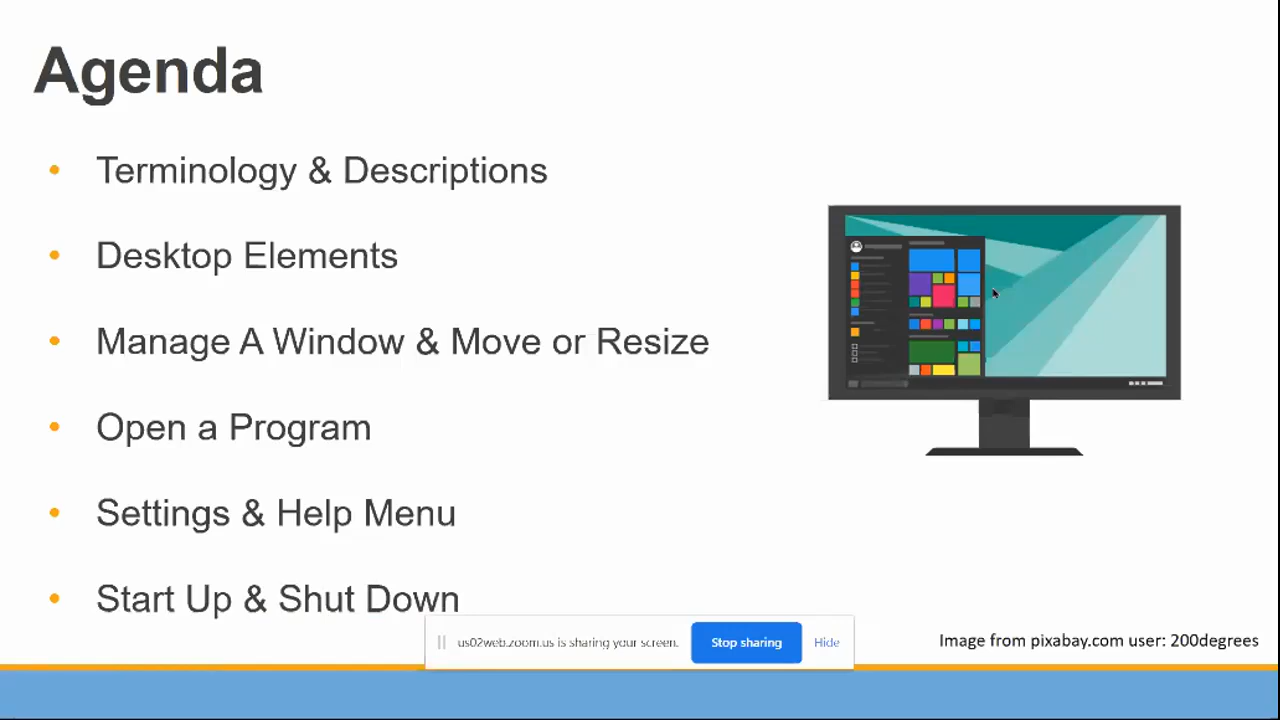 Agenda
• Terminology & Descriptions
• Desktop Elements
• Manage A Window & Move or Resize
• Open a Program
• Settings & Help Menu
• Start Up & Shut Down
us02web.zoom.us is sharing your screen.
Stop sharing
Hide
Image from pixabay.com user: 200degrees